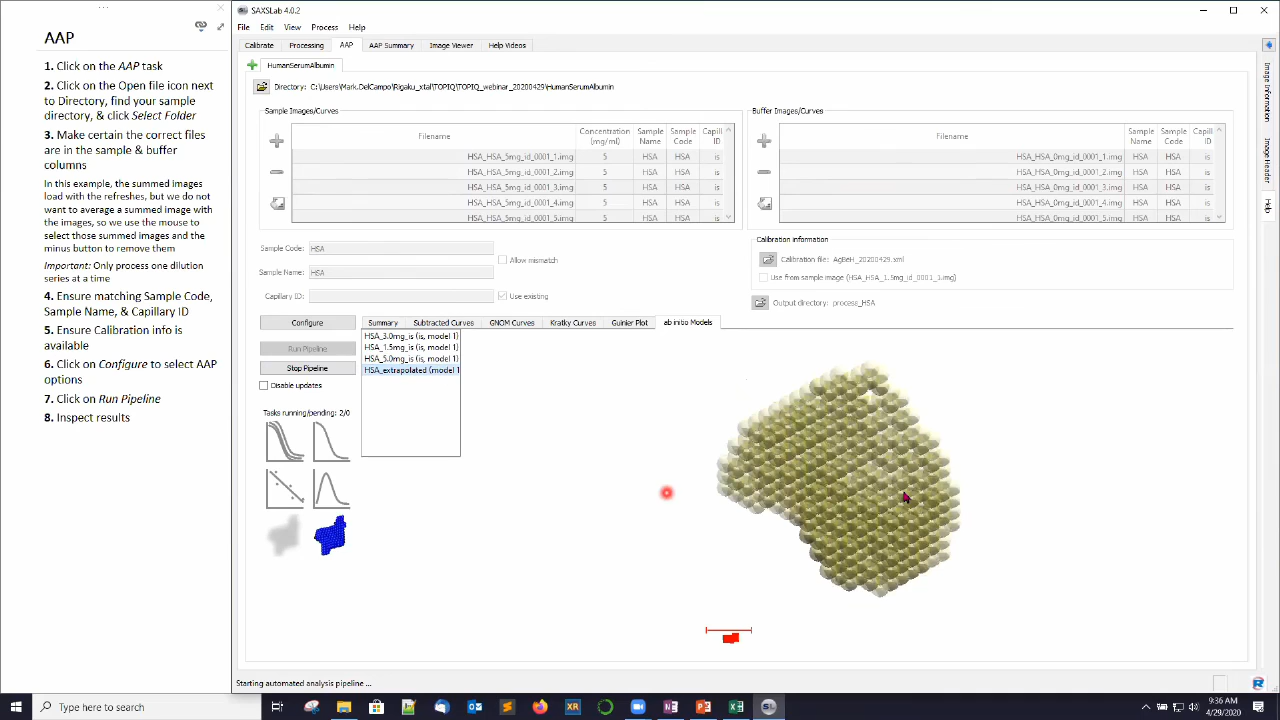 AAP
1. Click on the AAP task
2. Click on the Open file icon next
to Directory, find your sample
directory, & click Select Folder
3. Make certain the correct files
are in the sample & buffer
columns
In this example, the summed images
load with the refreshes, but we do not
want to average a summed image with
the images, so we use the mouse to
select those summed images and the
minus button to remove them
Important: Only process one dilution
series at a time
4. Ensure matching Sample Code,
Sample Name, & Capillary ID
5. Ensure Calibration info is
available
6. Click on Configure to select AAP
options
7. Click on Run Pipeline
8. Inspect results
SAXSLab 4.0.2
File Edit View Process Help
Calibrate Processing AAP AAP Summary Image Viewer Help Videos
HumanSerumAlbumin
Directory: C:\Users\Mark.DelCampo\Rigaku_xtal\TOPIQ\TOPIQ_webinar_20200429\HumanSerumAlbumin
Sample Images/Curves
Filename Concentration (mg/ml) Sample Name Sample Code Capill ID
HSA_HSA_5mg_id_0001_1.img 5 HSA HSA is
HSA_HSA_5mg_id_0001_2.img 5 HSA HSA is
HSA_HSA_5mg_id_0001_3.img 5 HSA HSA is
HSA_HSA_5mg_id_0001_4.img 5 HSA HSA is
HSA_HSA_5mg_id_0001_5.img 5 HSA HSA is
Buffer Images/Curves
Filename Sample Name Sample Code Capill ID
HSA_HSA_0mg_id_0001_1.img HSA HSA is
HSA_HSA_0mg_id_0001_2.img HSA HSA is
HSA_HSA_0mg_id_0001_3.img HSA HSA is
HSA_HSA_0mg_id_0001_4.img HSA HSA is
HSA_HSA_0mg_id_0001_5.img HSA HSA is
Sample Code: HSA
Allow mismatch
Sample Name: HSA
Capillary ID:
Use existing
Calibration information
Calibration file: AgBeH_20200429.xml
Use from sample image (HSA_HSA_1.5mg_id_0001_1.img)
Output directory: process_HSA
Configure
Run Pipeline
Stop Pipeline
Disable updates
Tasks running/pending: 2/0
Summary Subtracted Curves GNOM Curves Kratky Curves Guinier Plot ab initio Models
HSA_3.0mg_is (is, model 1)
HSA_1.5mg_is (is, model 1)
HSA_5.0mg_is (is, model 1)
HSA_extrapolated (model 1
Image Information
Image Header
Help
Starting automated analysis pipeline ...
Type here to search
9:36 AM
4/29/2020